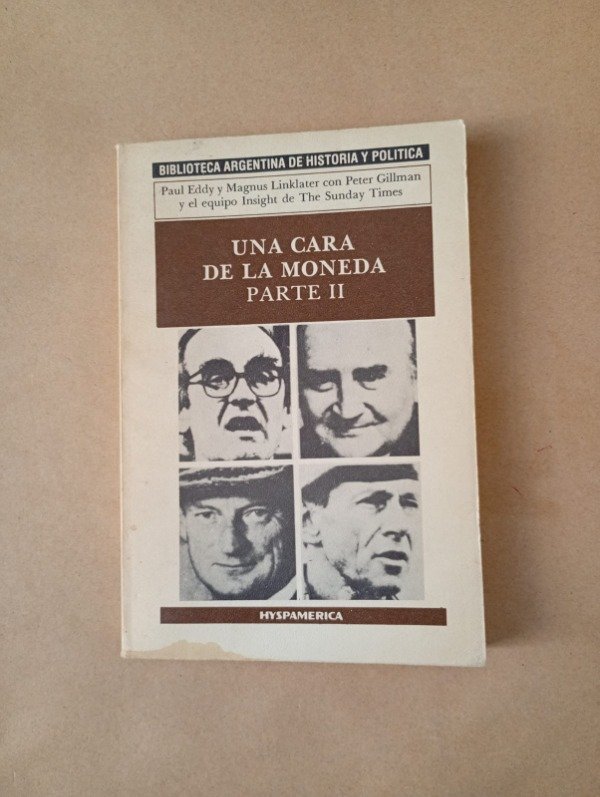 BIBLIOTECA ARGENTINA DE HISTORIA Y POLITICA
Paul Eddy y Magnus Linklater con Peter Gillman
y el equipo Insight de The Sunday Times
UNA CARA
DE LA MONEDA
PARTE II
HYSPAMERICA